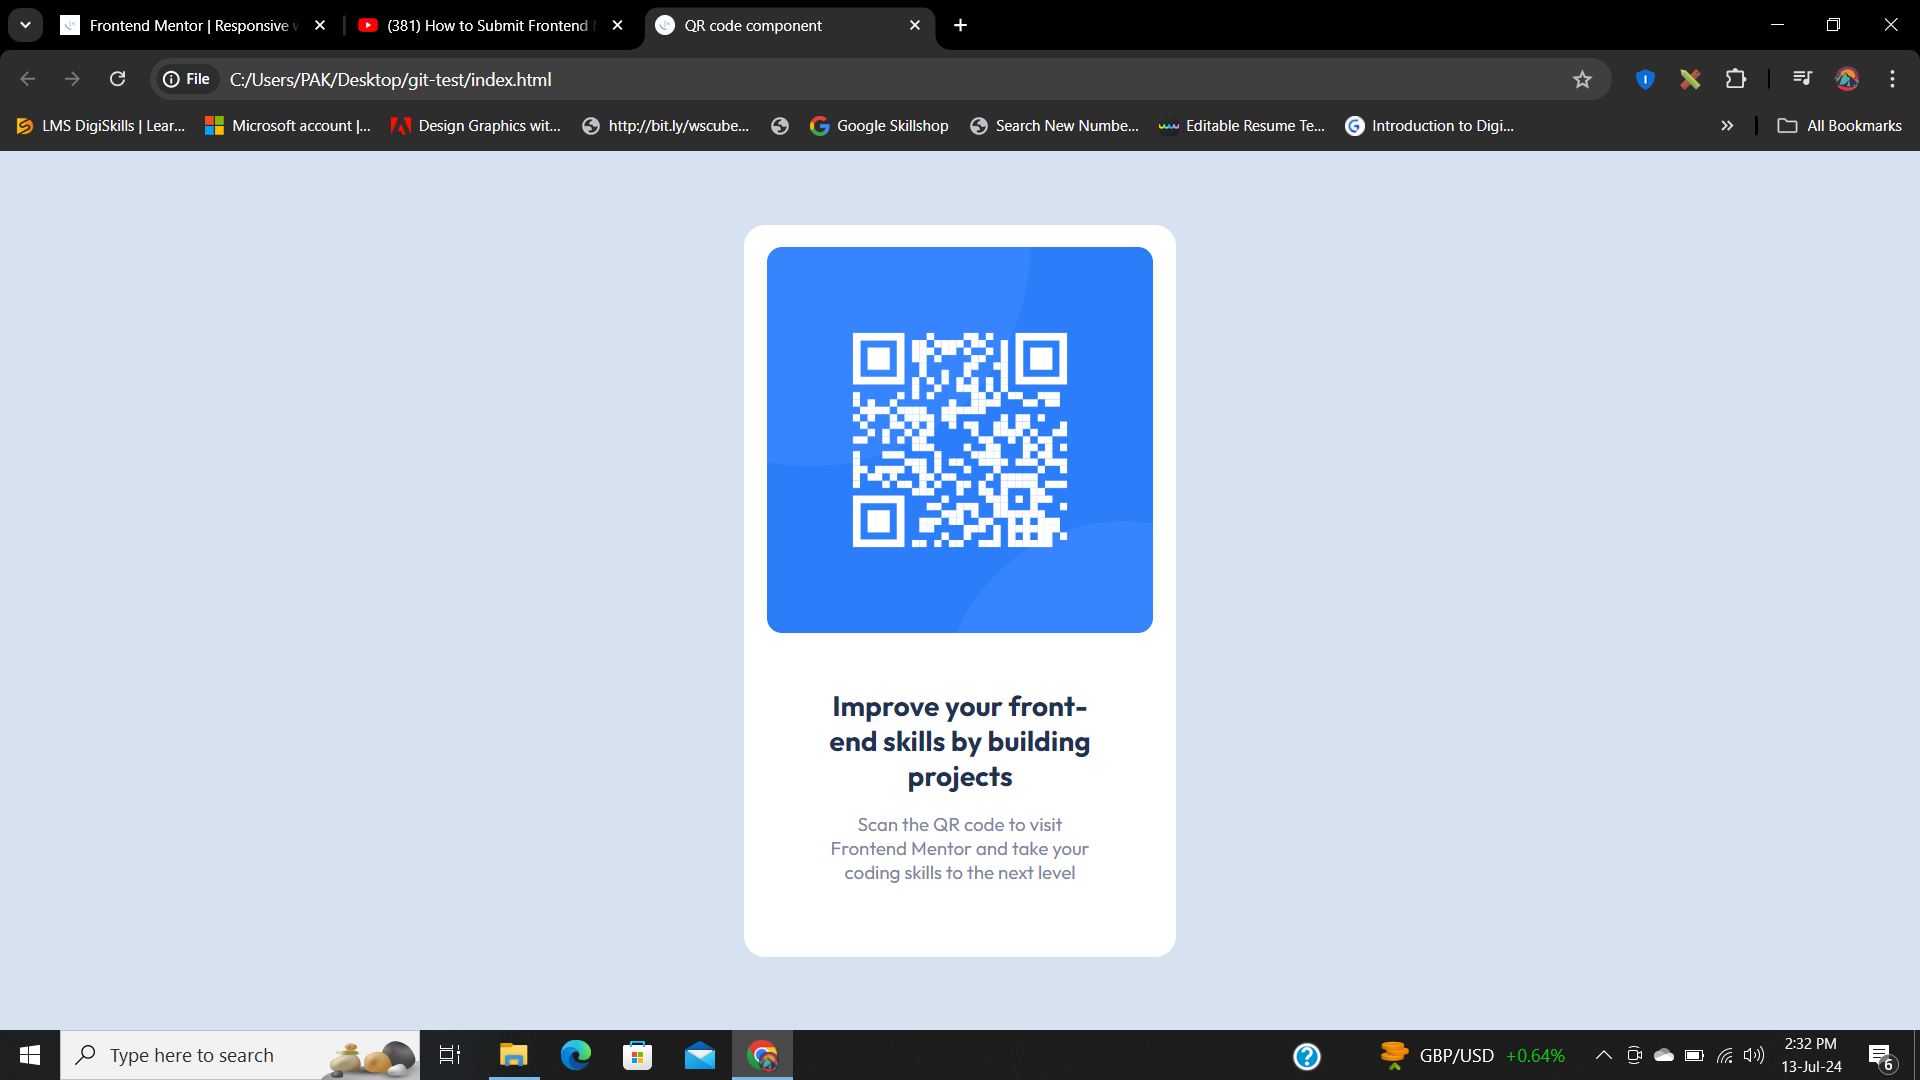 Frontend Mentor | Responsive w
(381) How to Submit Frontend
QR code component
File
C:/Users/PAK/Desktop/git-test/index.html
LMS DigiSkills | Lear...
Microsoft account |...
Design Graphics wit...
http://bit.ly/wscube...
Google Skillshop
Search New Numbe...
Editable Resume Te...
Introduction to Digi...
All Bookmarks
Improve your front-
end skills by building
projects
Scan the QR code to visit
Frontend Mentor and take your
coding skills to the next level
Type here to search
GBP/USD +0.64%
2:32 PM
13-Jul-24
6